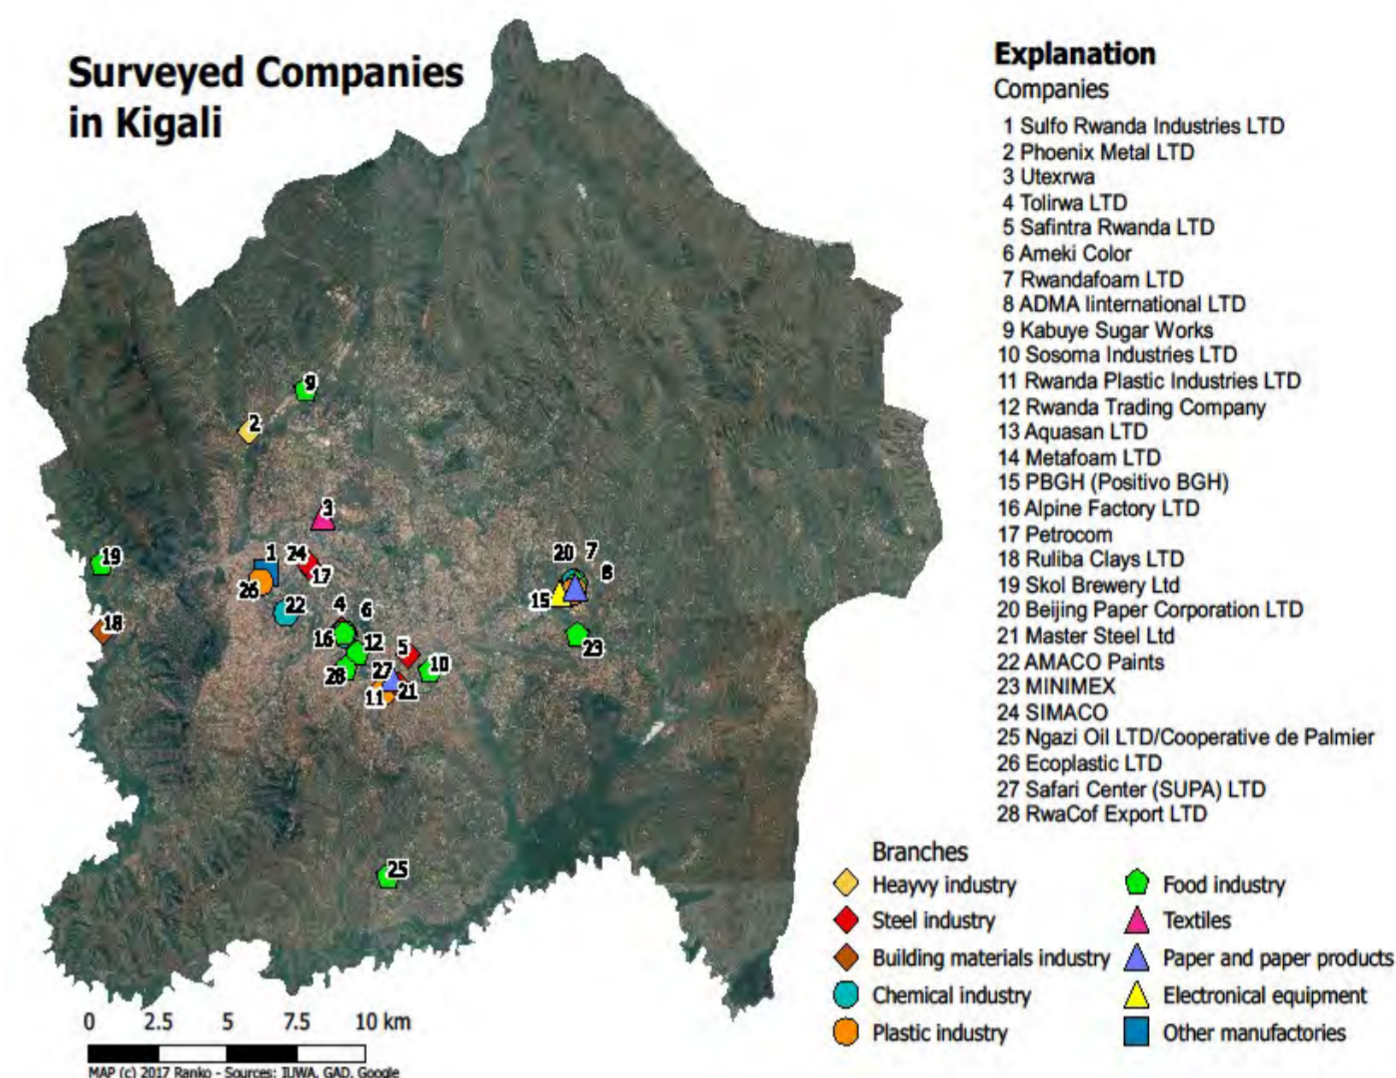 Surveyed Companies
in Kigali
Explanation
Companies
1 Sulfo Rwanda Industries LTD
2 Phoenix Metal LTD
3 Utexrwa
4 Tolirwa LTD
5 Safintra Rwanda LTD
6 Ameki Color
7 Rwandafoam LTD
8 ADMA Iinternational LTD
9 Kabuye Sugar Works
10 Sosoma Industries LTD
11 Rwanda Plastic Industries LTD
12 Rwanda Trading Company
13 Aquasan LTD
14 Metafoam LTD
15 PBGH (Positivo BGH)
16 Alpine Factory LTD
17 Petrocom
18 Ruliba Clays LTD
19 Skol Brewery Ltd
20 Beijing Paper Corporation LTD
21 Master Steel Ltd
22 AMACO Paints
23 MINIMEX
24 SIMACO
25 Ngazi Oil LTD/Cooperative de Palmier
26 Ecoplastic LTD
27 Safari Center (SUPA) LTD
28 RwaCof Export LTD
9
2
3
19
1
24
17
26
22
20
7
8
15
18
4
6
16
12
5
23
28
27
10
11
21
25
Branches
Heayvy industry
Steel industry
Building materials industry
Chemical industry
Plastic industry
Food industry
Textiles
Paper and paper products
Electronical equipment
Other manufactories
0 2.5 5 7.5 10 km
MAP (c) 2017 Ranko - Sources: IUWA, GAD, Google